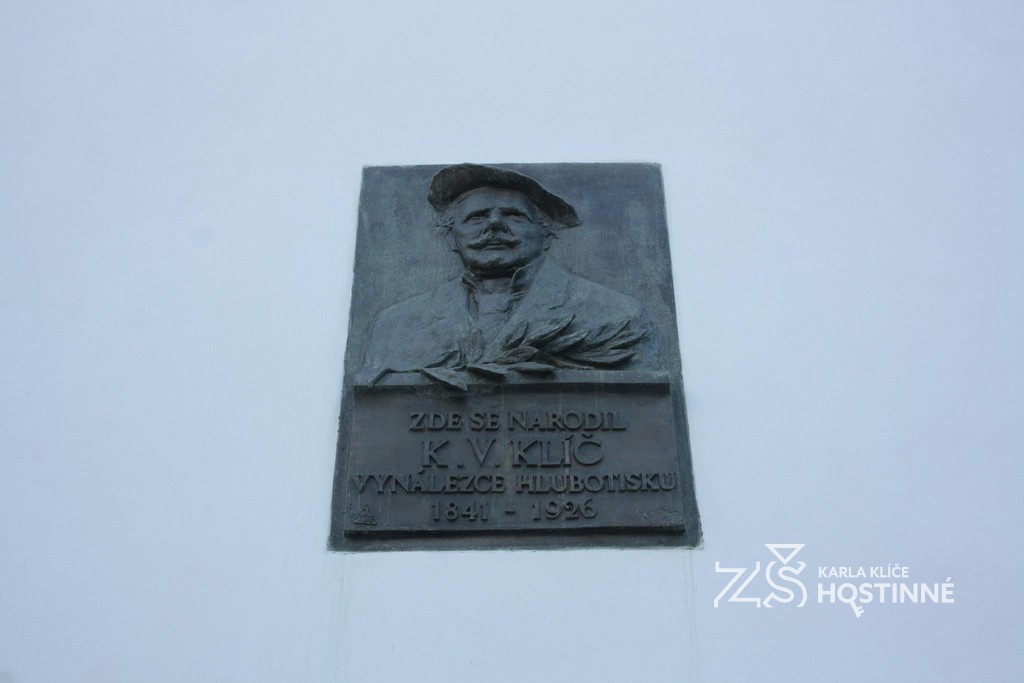 ZDE SE NARODIL
K. V. KLÍČ
VYNÁLEZCE HLUBOTISKU
1841 - 1926
ZŠ KARLA KLÍČE
HOSTINNÉ